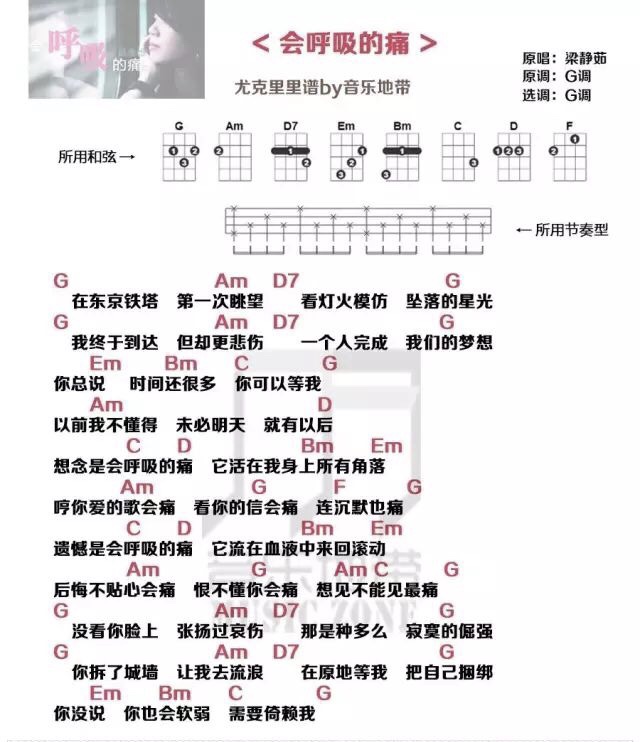 会呼吸的痛
< 会呼吸的痛 >
尤克里里谱by音乐地带
原唱：梁静茹
原调：G调
选调：G调
G Am D7 Em Bm C D F
所用和弦→
←所用节奏型
G Am D7 G
在东京铁塔 第一次眺望 看灯火模仿 坠落的星光
G Am D7 G
我终于到达 但却更悲伤 一个人完成 我们的梦想
Em Bm C G
你总说 时间还很多 你可以等我
Am D
以前我不懂得 未必明天 就有以后
C D Bm Em
想念是会呼吸的痛 它活在我身上所有角落
Am G F G
哼你爱的歌会痛 看你的信会痛 连沉默也痛
C D Bm Em
遗憾是会呼吸的痛 它流在血液中来回滚动
Am G Am C G
后悔不贴心会痛 恨不懂你会痛 想见不能见最痛
G Am D7 G
没看你脸上 张扬过哀伤 那是种多么 寂寞的倔强
G Am D7 G
你拆了城墙 让我去流浪 在原地等我 把自己捆绑
Em Bm C G
你没说 你也会软弱 需要倚赖我
音乐地带
MUSIC ZONE